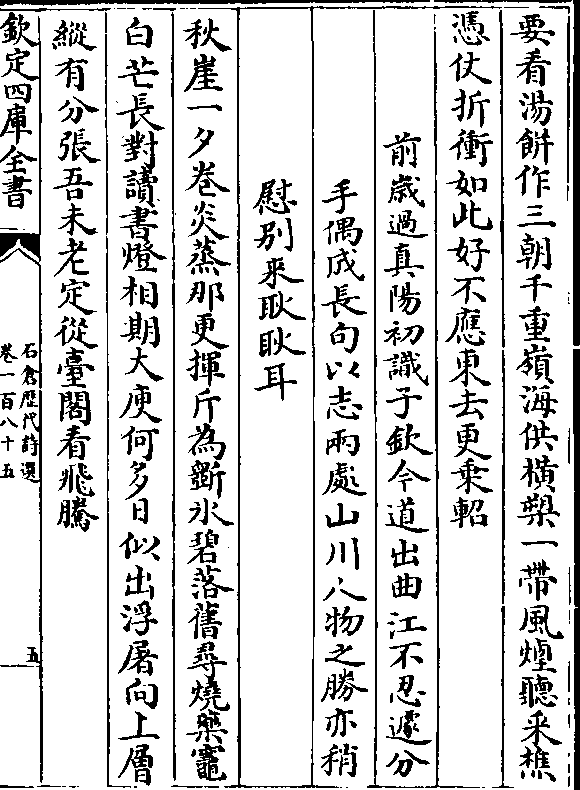 要看湯餅作三朝千重嶺海供橫槊一帶風煙聽采樵
憑仗折衝如此好不應東去更乘軺
前歲過真陽初識子欽今道出曲江不忍遽分
手偶成長句以志兩處山川人物之勝亦稍
慰別来耿耿耳
秋崖一夕卷炎蒸那更揮斤為斵氷碧落舊尋燒藥竈
白芒長對讀書燈相期大庾何多日似出浮屠向上層
縱有分張吾未老定從臺閣看飛騰
欽定四庫全書
石倉歷代詩選
卷一百八十五
五